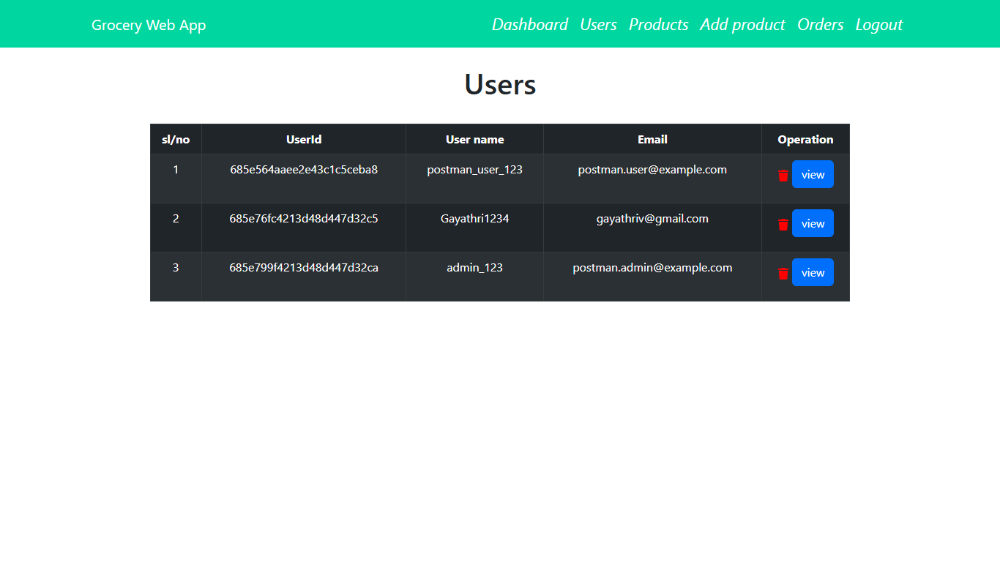 Grocery Web App Dashboard Users Products Add product Orders Logout
Users
sl/no UserId User name Email Operation
1 685e564aaee2e43c1c5ceba8 postman_user_123 postman.user@example.com view
2 685e76fc4213d48d447d32c5 Gayathri1234 gayathriv@gmail.com view
3 685e799f4213d48d447d32ca admin_123 postman.admin@example.com view